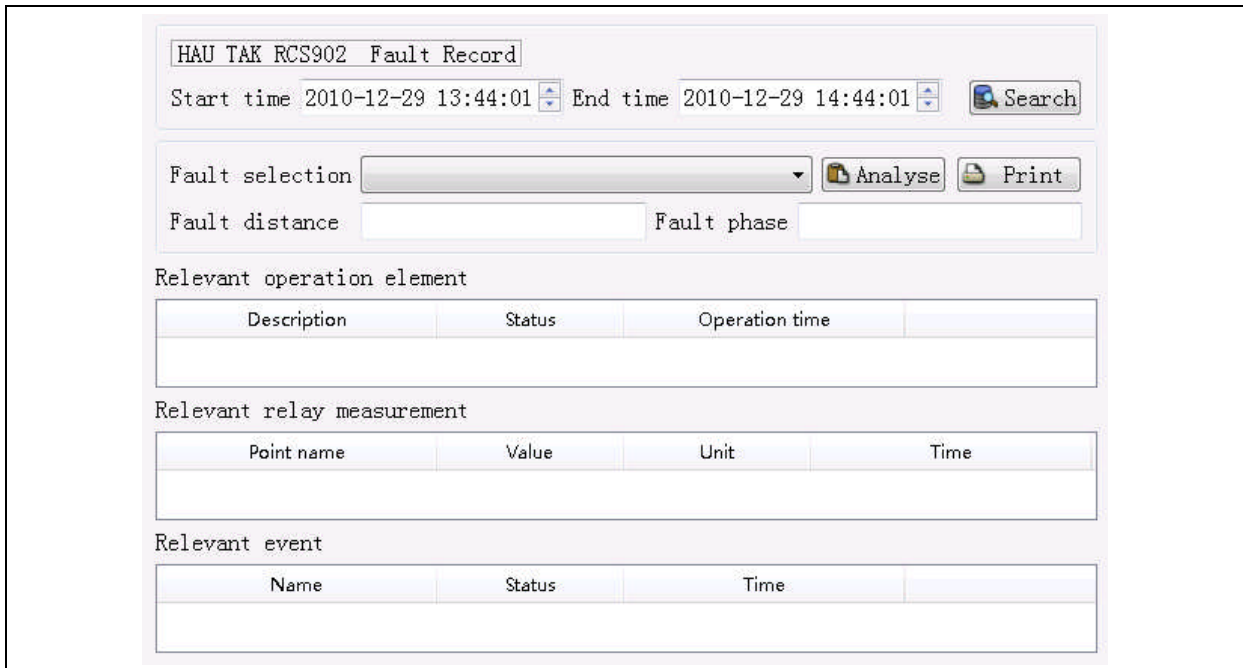 HAU TAK RCS902 Fault Record
Start time 2010-12-29 13:44:01 End time 2010-12-29 14:44:01 Search
Fault selection Analyse Print
Fault distance Fault phase
Relevant operation element
Description Status Operation time
Relevant relay measurement
Point name Value Unit Time
Relevant event
Name Status Time